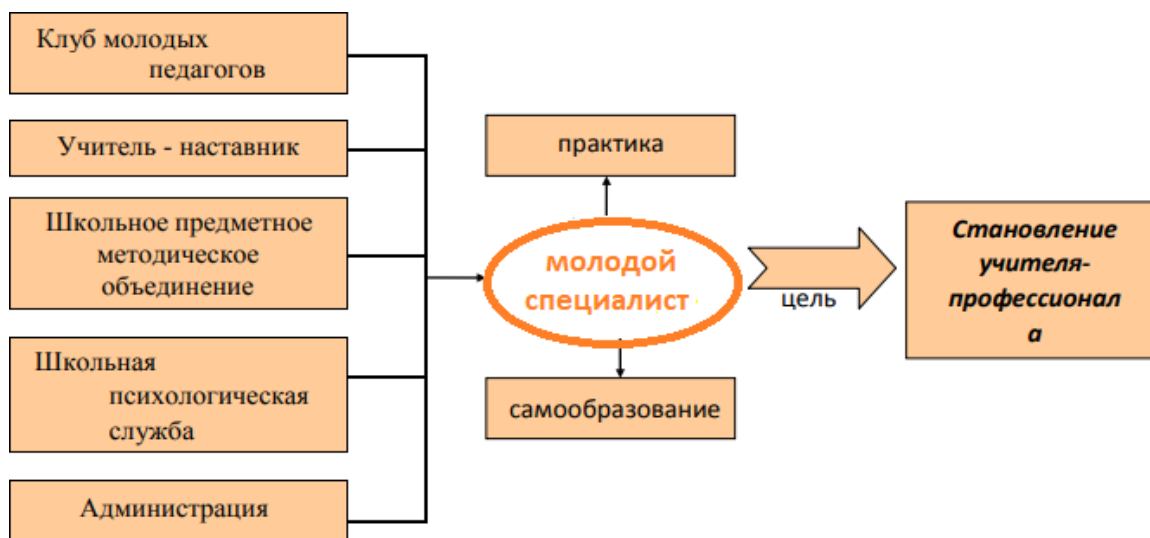 Клуб молодых
педагогов
Учитель - наставник
Школьное предметное
методическое
объединение
Школьная
психологическая
служба
Администрация
практика
молодой
специалист
самообразование
цель
Становление
учителя-
профессионал
а